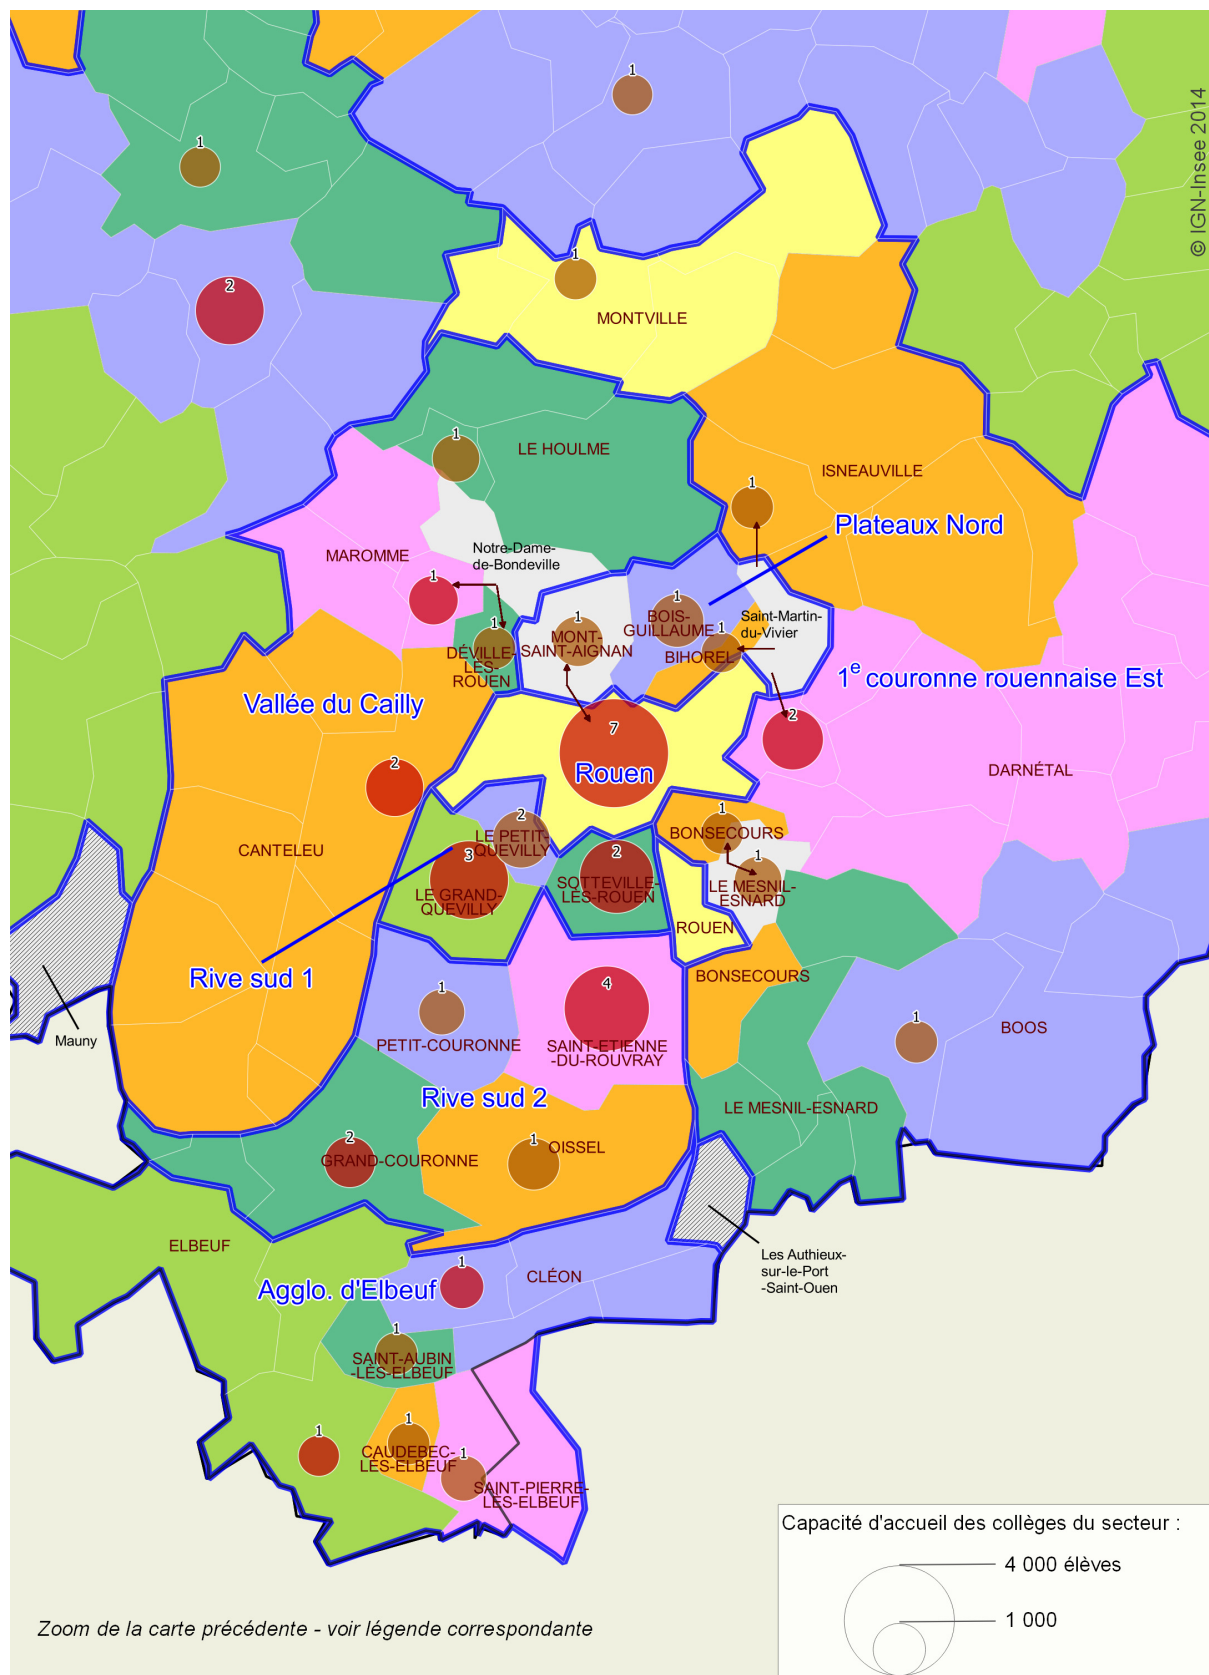 1
© IGN-Insee 2014
1
1
2
MONTVILLE
1
LE HOULME
ISNEAUVILLE
1
Plateaux Nord
Notre-Dame-
de-Bondeville
MAROMME
1
1
BOIS-
GUILLAUME
Saint-Martin-
du-Vivier
1
MONT-
SAINT-AIGNAN
1
BIHOREL
1
DÉVILLE-
LÈS-
ROUEN
1e couronne rouennaise Est
Vallée du Cailly
7
2
Rouen
2
DARNÉTAL
2
LE PETIT-
QUEVILLY
1
BONSECOURS
CANTELEU
3
LE GRAND-
QUEVILLY
2
SOTTEVILLE-
LÈS-ROUEN
1
LE MESNIL-
ESNARD
ROUEN
Rive sud 1
BONSECOURS
1
PETIT-COURONNE
4
SAINT-ETIENNE
-DU-ROUVRAY
1
BOOS
Mauny
Rive sud 2
LE MESNIL-ESNARD
2
GRAND-COURONNE
1
OISSEL
ELBEUF
Les Authieux-
sur-le-Port
-Saint-Ouen
1
CLÉON
Agglo. d'Elbeuf
1
SAINT-AUBIN
-LÈS-ELBEUF
1
1
CAUDEBEC-
LÈS-ELBEUF
1
SAINT-PIERRE-
LÈS-ELBEUF
Capacité d'accueil des collèges du secteur :
4 000 élèves
1 000
Zoom de la carte précédente - voir légende correspondante